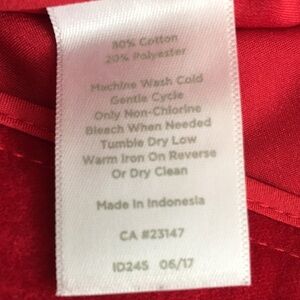 80% Cotton
20% Polyester
Machine Wash Cold
Gentle Cycle
Only Non-Chlorine
Bleach When Needed
Tumble Dry Low
Warm Iron On Reverse
Or Dry Clean
Made In Indonesia
CA #23147
ID245 06/17